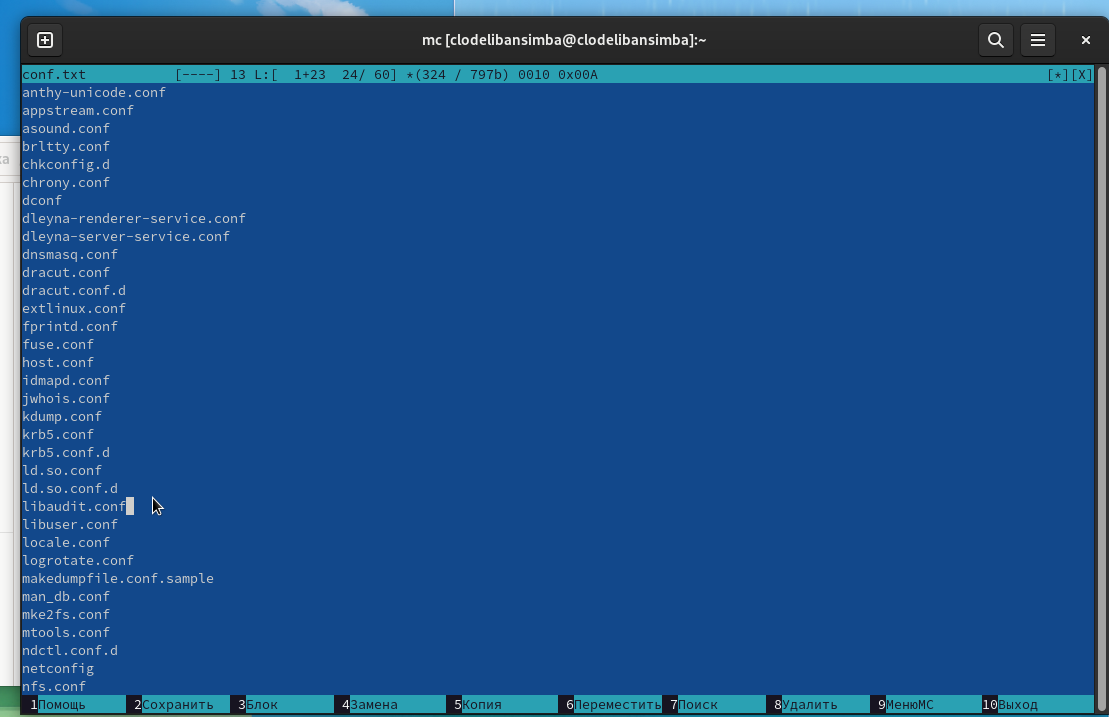 mc [clodelibansimba@clodelibansimba]:~
conf.txt [----] 13 L:[ 1+23 24/ 60] *(324 / 797b) 0010 0x00A [*][X]
anthy-unicode.conf
appstream.conf
asound.conf
brltty.conf
chkconfig.d
chrony.conf
dconf
dleyna-renderer-service.conf
dleyna-server-service.conf
dnsmasq.conf
dracut.conf
dracut.conf.d
extlinux.conf
fprintd.conf
fuse.conf
host.conf
idmapd.conf
jwhois.conf
kdump.conf
krb5.conf
krb5.conf.d
ld.so.conf
ld.so.conf.d
libaudit.conf
libuser.conf
locale.conf
logrotate.conf
makedumpfile.conf.sample
man_db.conf
mke2fs.conf
mtools.conf
ndctl.conf.d
netconfig
nfs.conf
1Помощь 2Сохранить 3Блок 4Замена 5Копия 6Переместить 7Поиск 8Удалить 9МенюMC 10Выход